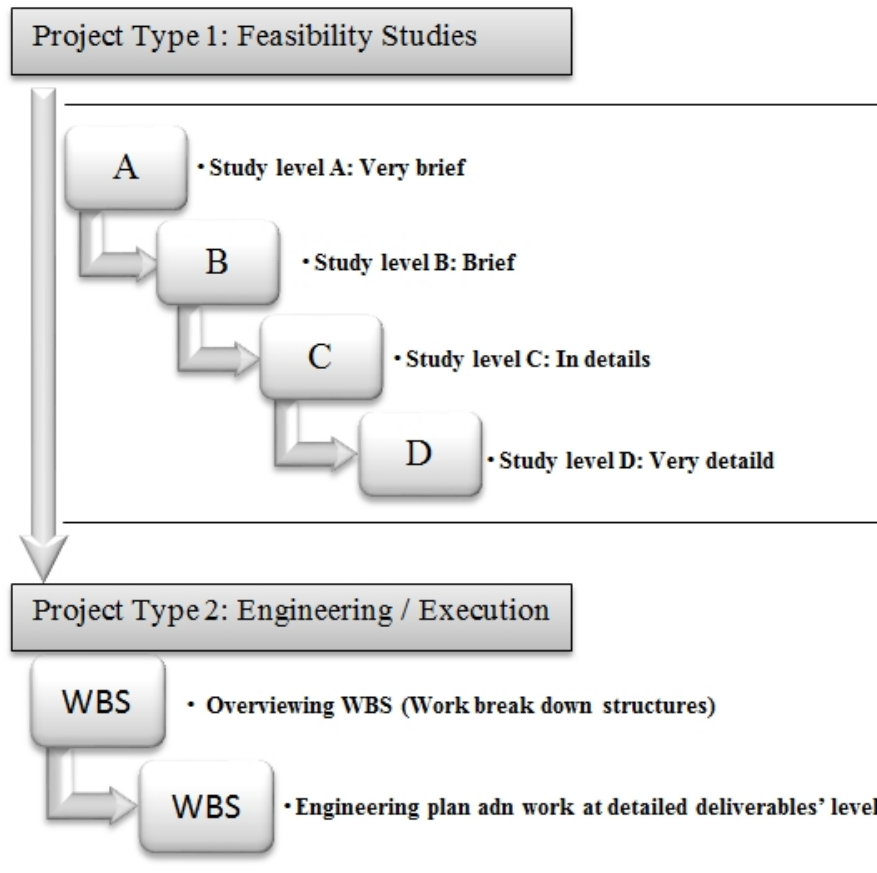 Project Type 1: Feasibility Studies
A
• Study level A: Very brief
B
• Study level B: Brief
C
• Study level C: In details
D
• Study level D: Very detaild
Project Type 2: Engineering / Execution
WBS
• Overviewing WBS (Work break down structures)
WBS
• Engineering plan adn work at detailed deliverables' level